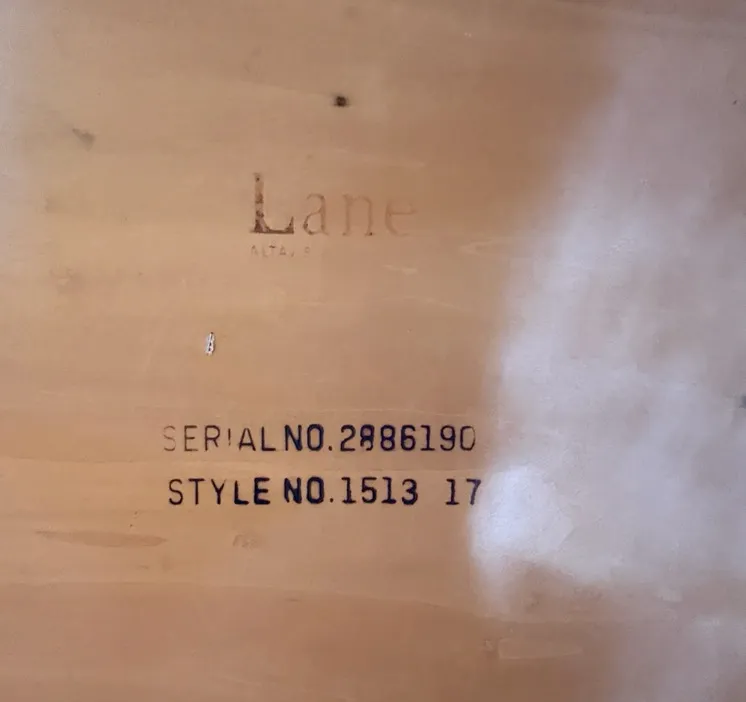 Lane
SERIAL NO. 2886190
STYLE NO. 1513 17